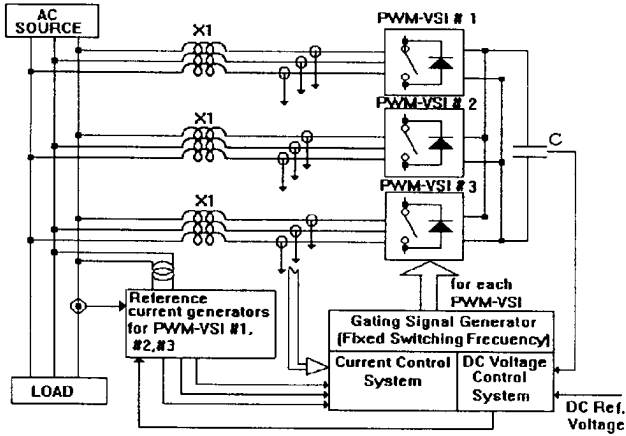 AC
SOURCE
X1
PWM-VSI # 1
X1
PWM-VSI # 2
C
X1
PWM-VSI # 3
for each
PWM-VSI
Reference
current generators
for PWM-VSI #1,
#2,#3
Gating Signal Generator
(Fixed Switching Frecuency)
Current Control
System
DC Voltage
Control
System
LOAD
DC Ref.
Voltage